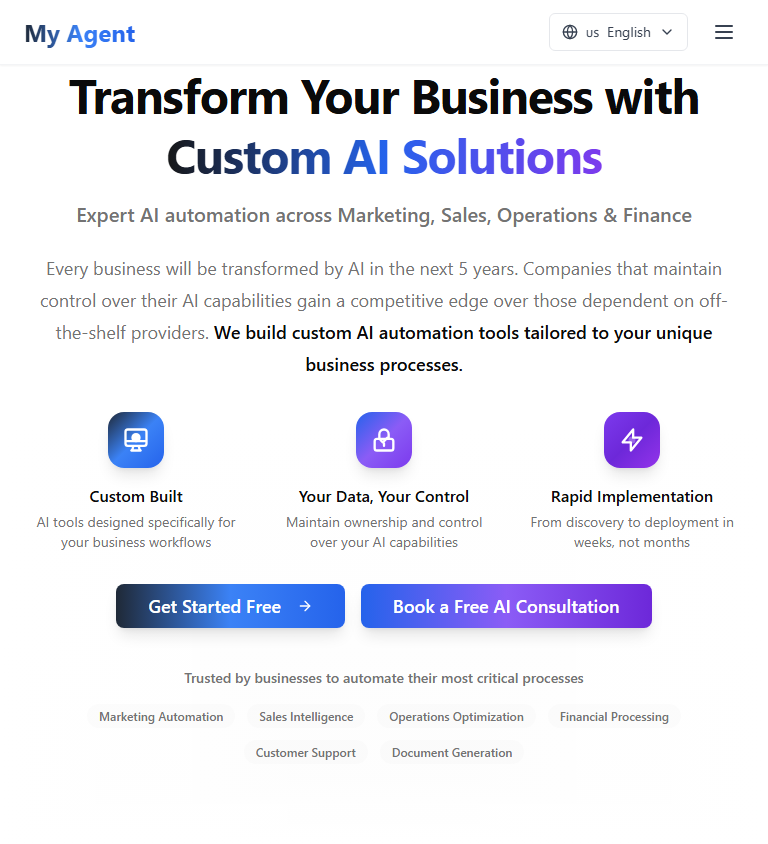 My Agent
us English
Transform Your Business with
Custom AI Solutions
Expert AI automation across Marketing, Sales, Operations & Finance
Every business will be transformed by AI in the next 5 years. Companies that maintain
control over their AI capabilities gain a competitive edge over those dependent on off-
the-shelf providers. We build custom AI automation tools tailored to your unique
business processes.
Custom Built
AI tools designed specifically for
your business workflows
Your Data, Your Control
Maintain ownership and control
over your AI capabilities
Rapid Implementation
From discovery to deployment in
weeks, not months
Get Started Free
Book a Free AI Consultation
Trusted by businesses to automate their most critical processes
Marketing Automation
Sales Intelligence
Operations Optimization
Financial Processing
Customer Support
Document Generation